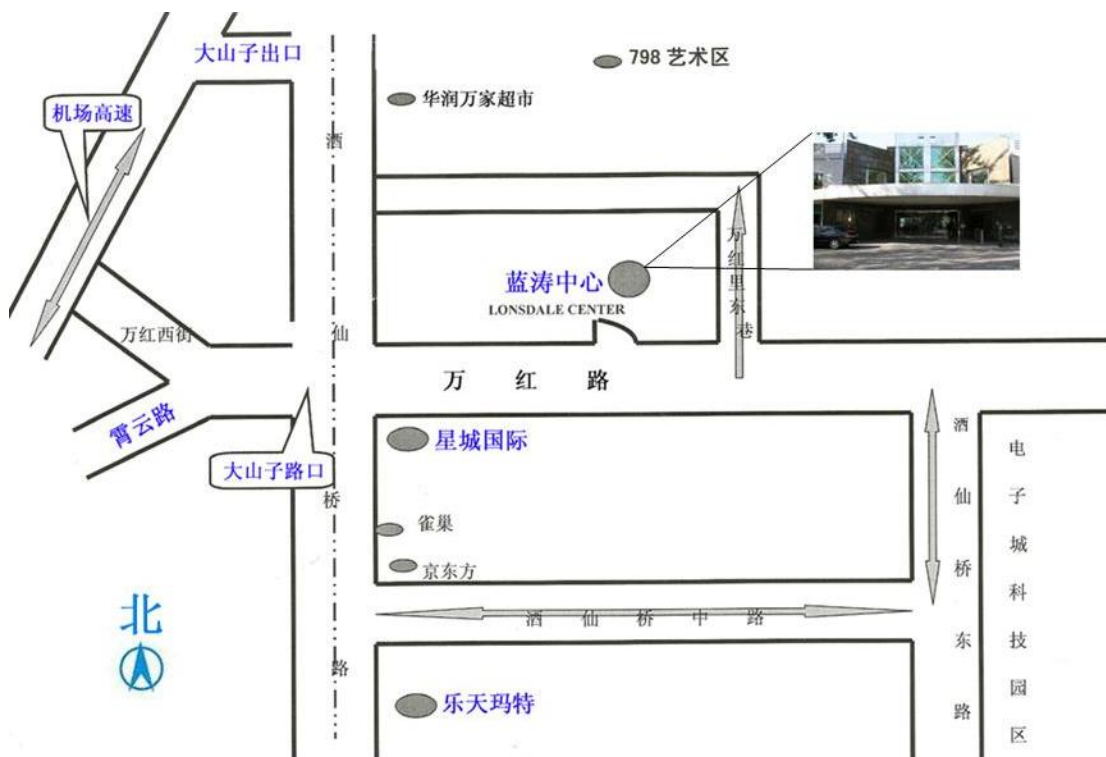 大山子出口
798 艺术区
华润万家超市
机场高速
酒仙桥路
万红里东巷
蓝涛中心
LONSDALE CENTER
万红西街
万红路
霄云路
星城国际
大山子路口
酒仙桥东路
电子城科技园区
雀巢
京东方
酒仙桥中路
北
乐天玛特